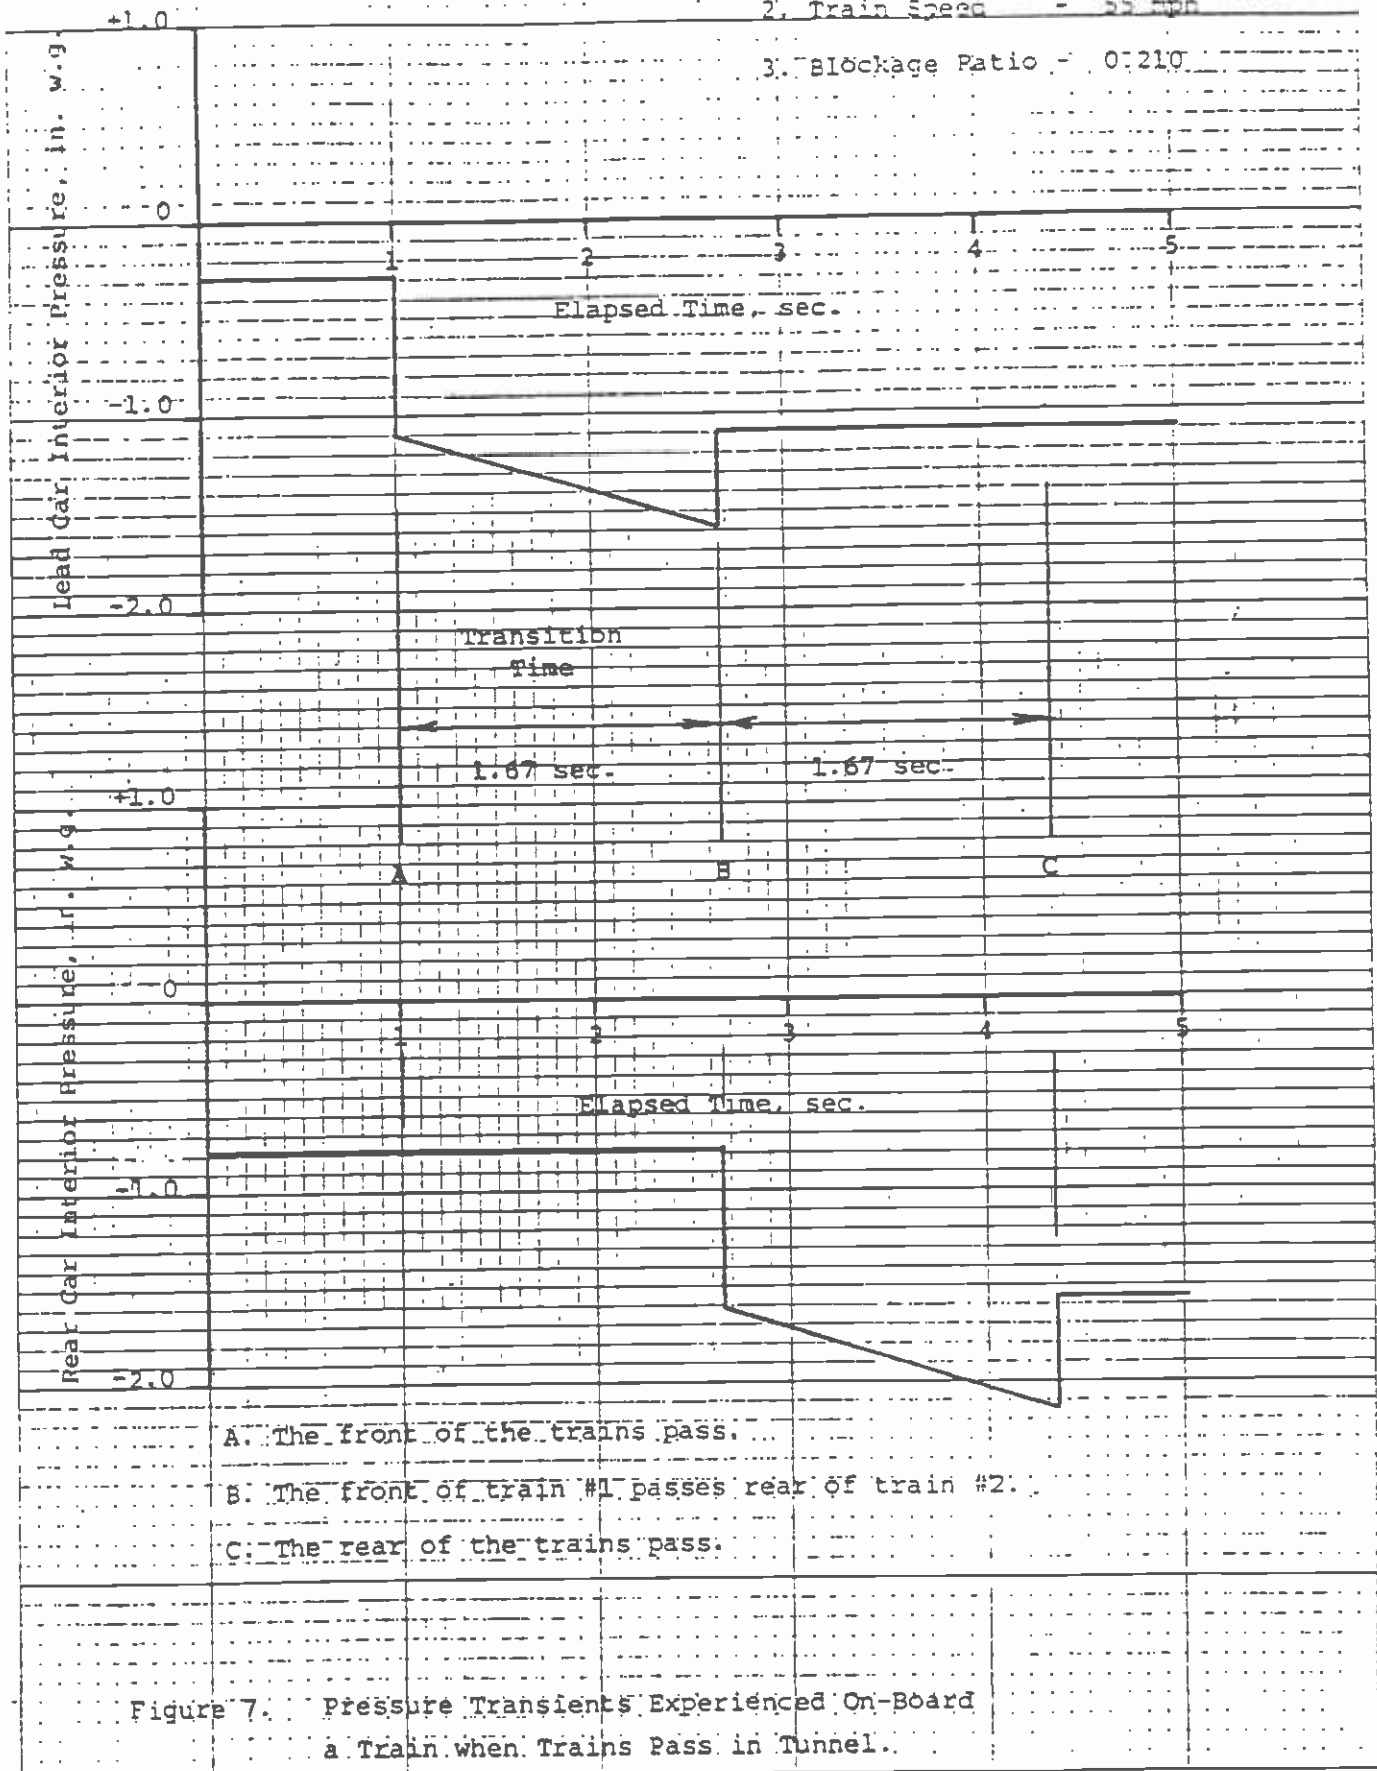 +1.0
2. Train Speed - 55 mph
3. Blockage Ratio - 0.210
Lead Car Interior Pressure, in. w.g.
0
1 2 3 4 5
Elapsed Time, sec.
-1.0
-2.0
Transition
Time
1.67 sec. 1.67 sec.
+1.0
A B C
Rear Car Interior Pressure, in. w.g.
0
1 2 3 4 5
Elapsed Time, sec.
-1.0
-2.0
A. The front of the trains pass.
B. The front of train #1 passes rear of train #2.
C. The rear of the trains pass.
Figure 7. Pressure Transients Experienced On-Board
a Train when Trains Pass in Tunnel.